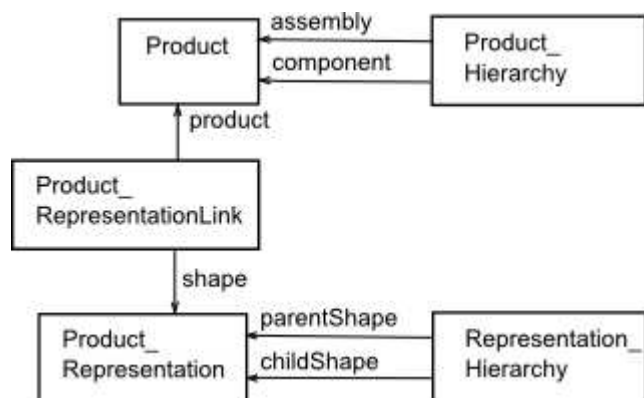 assembly
Product
Product_
Hierarchy
component
product
Product_
RepresentationLink
shape
parentShape
Product_
Representation
Representation_
Hierarchy
childShape